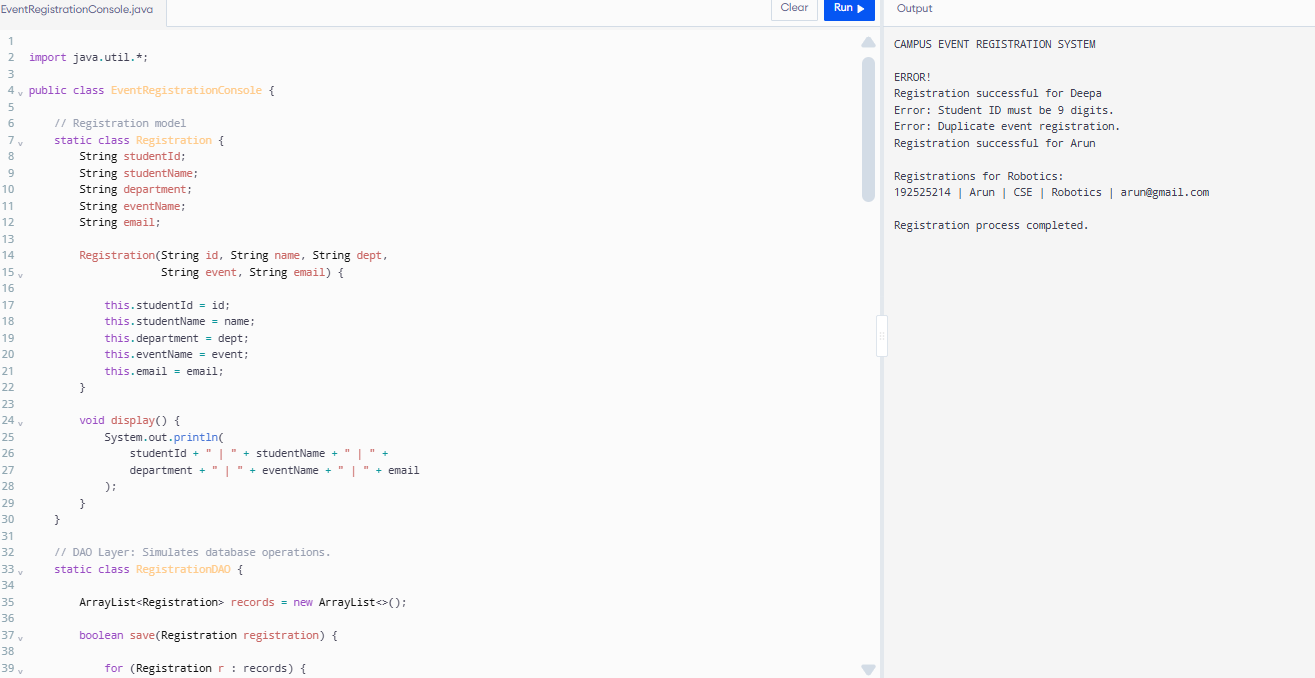 EventRegistrationConsole.java
Clear
Run
Output
1
2 import java.util.*;
3
4 public class EventRegistrationConsole {
5
6 // Registration model
7 static class Registration {
8 String studentId;
9 String studentName;
10 String department;
11 String eventName;
12 String email;
13
14 Registration(String id, String name, String dept,
15 String event, String email) {
16
17 this.studentId = id;
18 this.studentName = name;
19 this.department = dept;
20 this.eventName = event;
21 this.email = email;
22 }
23
24 void display() {
25 System.out.println(
26 studentId + " | " + studentName + " | " +
27 department + " | " + eventName + " | " + email
28 );
29 }
30 }
31
32 // DAO Layer: Simulates database operations.
33 static class RegistrationDAO {
34
35 ArrayList<Registration> records = new ArrayList<>();
36
37 boolean save(Registration registration) {
38
39 for (Registration r : records) {
CAMPUS EVENT REGISTRATION SYSTEM
ERROR!
Registration successful for Deepa
Error: Student ID must be 9 digits.
Error: Duplicate event registration.
Registration successful for Arun
Registrations for Robotics:
192525214 | Arun | CSE | Robotics | arun@gmail.com
Registration process completed.